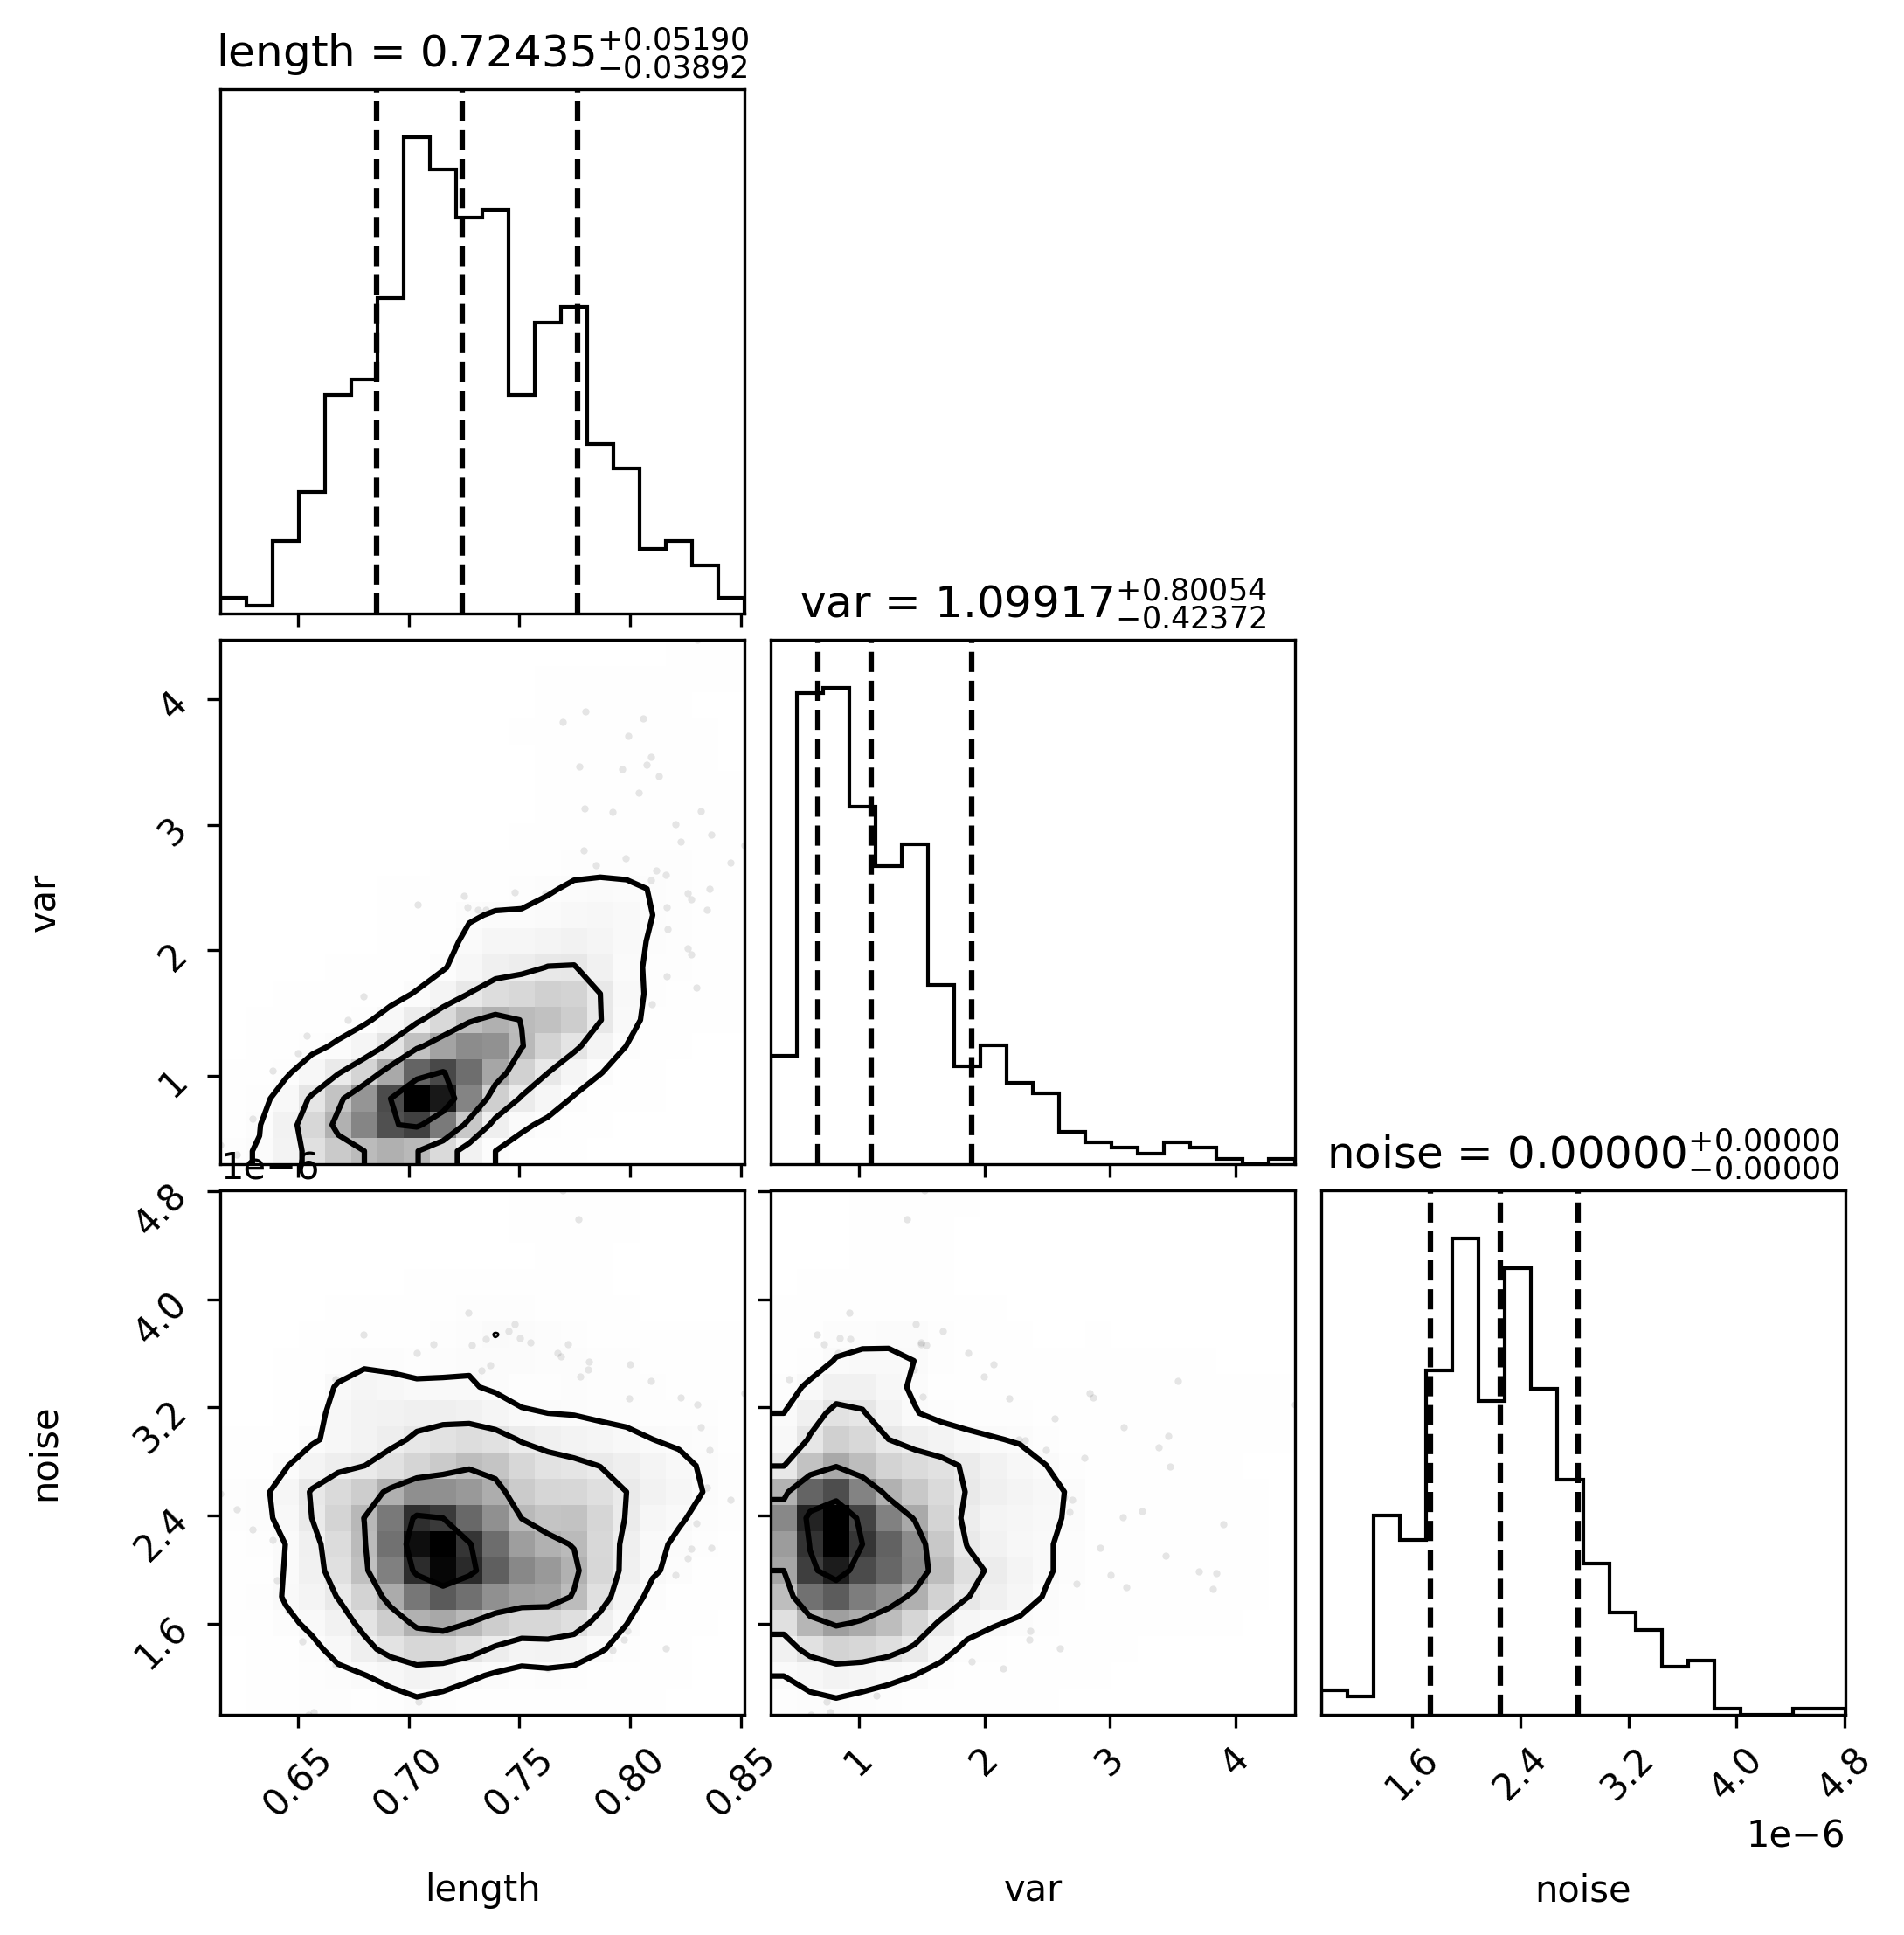 length = 0.72435 +0.05190 −0.03892
var = 1.09917 +0.80054 −0.42372
4
3
2
1
var
noise = 0.00000 +0.00000 −0.00000
1e−6
4.8
4.0
3.2
2.4
1.6
noise
0.65 0.70 0.75 0.80 0.85
1 2 3 4
1.6 2.4 3.2 4.0 4.8
1e−6
length
var
noise